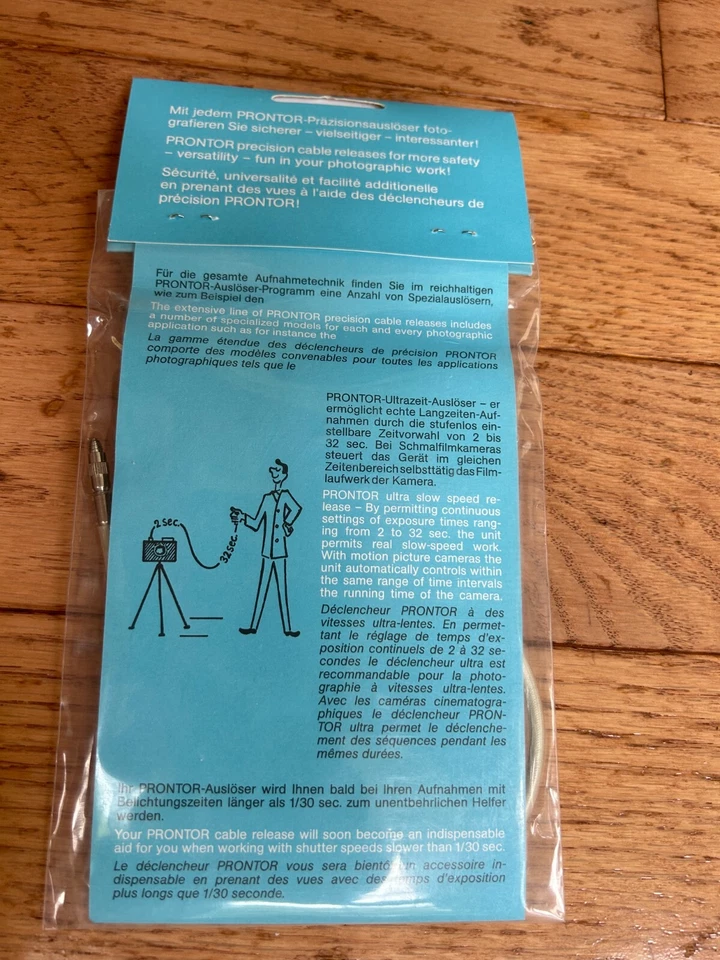 Mit jedem PRONTOR-Präzisionsauslöser foto-
grafieren Sie sicherer – vielseitiger – interessanter!
PRONTOR precision cable releases for more safety
– versatility – fun in your photographic work!
Sécurité, universalité et facilité additionelle
en prenant des vues à l'aide des déclencheurs de
précision PRONTOR!
Für die gesamte Aufnahmetechnik finden Sie im reichhaltigen
PRONTOR-Auslöser-Programm eine Anzahl von Spezialauslösern,
wie zum Beispiel den
The extensive line of PRONTOR precision cable releases includes
a number of specialized models for each and every photographic
application such as for instance the
La gamme étendue des déclencheurs de précision PRONTOR
comporte des modèles convenables pour toutes les applications
photographiques tels que le
PRONTOR-Ultrazeit-Auslöser – er
ermöglicht echte Langzeiten-Auf-
nahmen durch die stufenlos ein-
stellbare Zeitvorwahl von 2 bis
32 sec. Bei Schmalfilmkameras
steuert das Gerät im gleichen
Zeitenbereich selbsttätig das Film-
laufwerk der Kamera.
PRONTOR ultra slow speed re-
lease – By permitting continuous
settings of exposure times rang-
ing from 2 to 32 sec. the unit
permits real slow-speed work.
With motion picture cameras the
unit automatically controls within
the same range of time intervals
the running time of the camera.
Déclencheur PRONTOR à des
vitesses ultra-lentes. En permet-
tant le réglage de temps d'ex-
position continuels de 2 à 32 se-
condes le déclencheur ultra est
recommandable pour la photo-
graphie à vitesses ultra-lentes.
Avec les caméras cinematogra-
phiques le déclencheur PRON-
TOR ultra permet le déclenche-
ment des séquences pendant les
mêmes durées.
2 sec.
32 sec
Ihr PRONTOR-Auslöser wird Ihnen bald bei Ihren Aufnahmen mit
Belichtungszeiten länger als 1/30 sec. zum unentbehrlichen Helfer
werden.
Your PRONTOR cable release will soon become an indispensable
aid for you when working with shutter speeds slower than 1/30 sec.
Le déclencheur PRONTOR vous sera bientôt un accessoire in-
dispensable en prenant des vues avec des temps d'exposition
plus longs que 1/30 seconde.